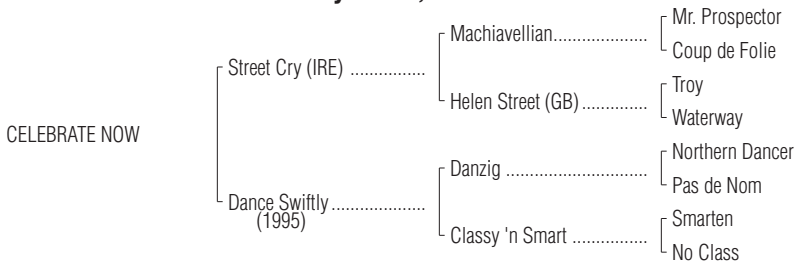 Mr. Prospector
Machiavellian....................
Coup de Folie
Street Cry (IRE) ................
Troy
Helen Street (GB)..............
Waterway
CELEBRATE NOW
Northern Dancer
Danzig ..............................
Pas de Nom
Dance Swiftly....................
(1995)
Smarten
Classy 'n Smart ................
No Class